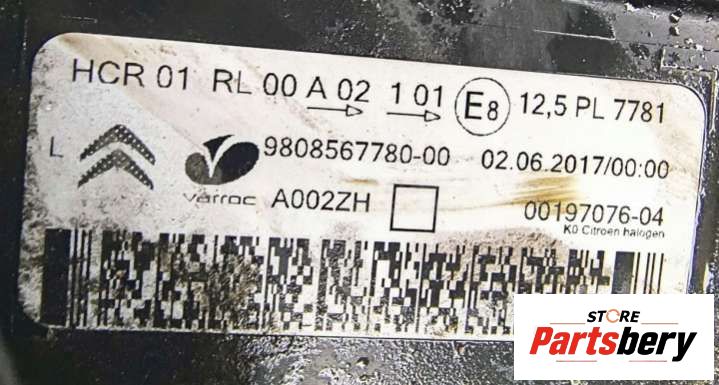 HCR 01 RL 00 A 02 1 01 E8 12,5 PL 7781
L varroc 9808567780-00 02.06.2017/00:00
A002ZH 00197076-04
K0 Citroen halogen
STORE
Partsbery